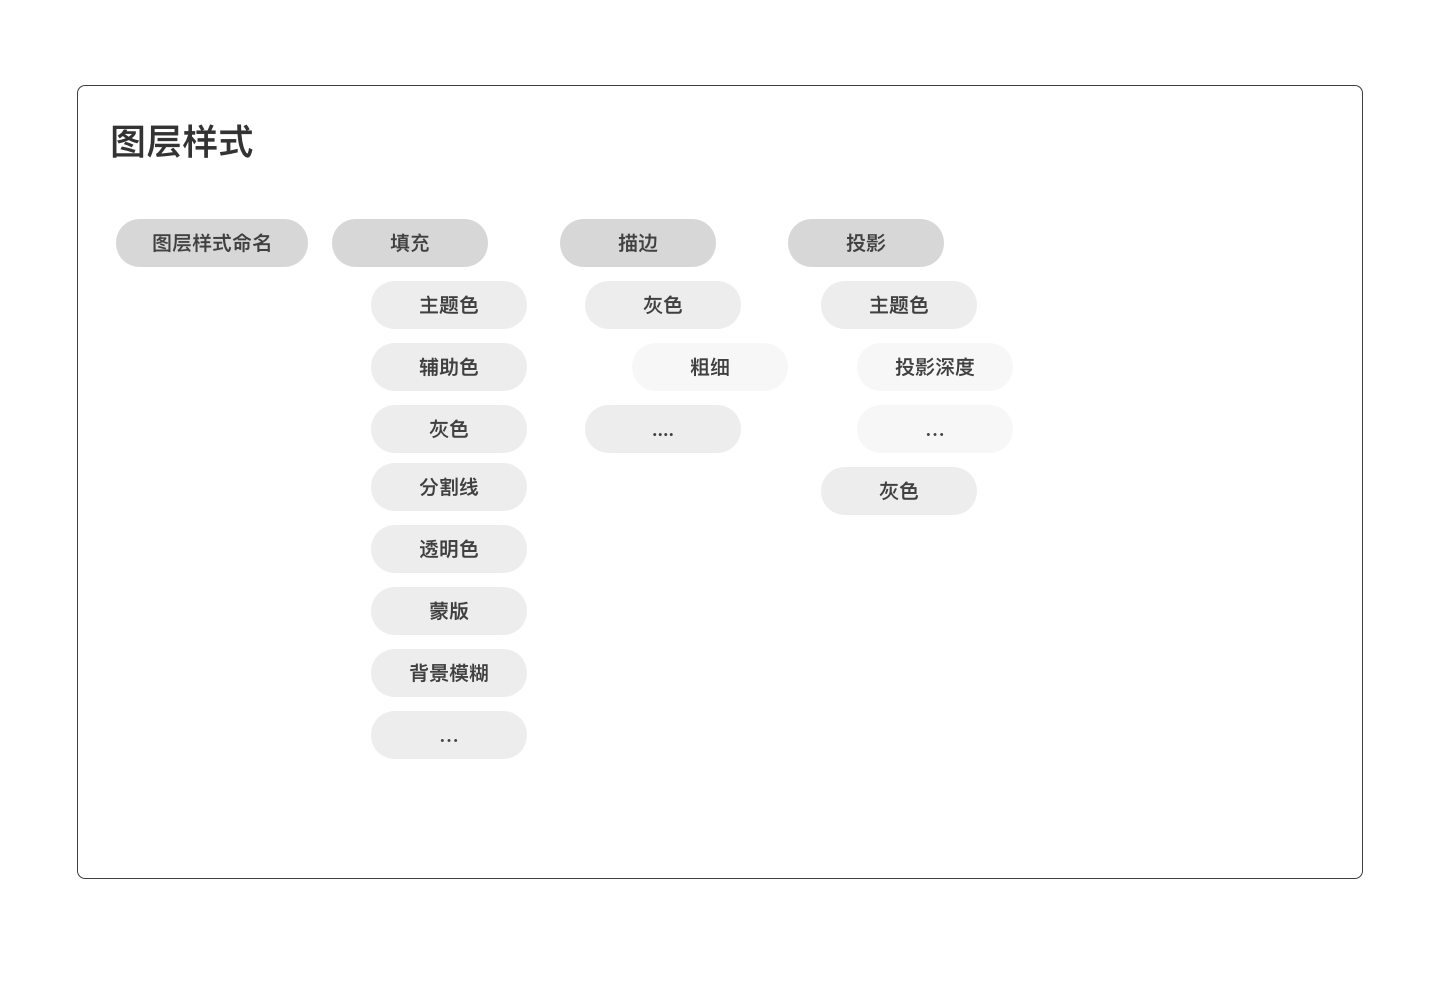 图层样式
图层样式命名
填充
描边
投影
主题色
灰色
主题色
辅助色
粗细
投影深度
灰色
....
...
分割线
灰色
透明色
蒙版
背景模糊
...